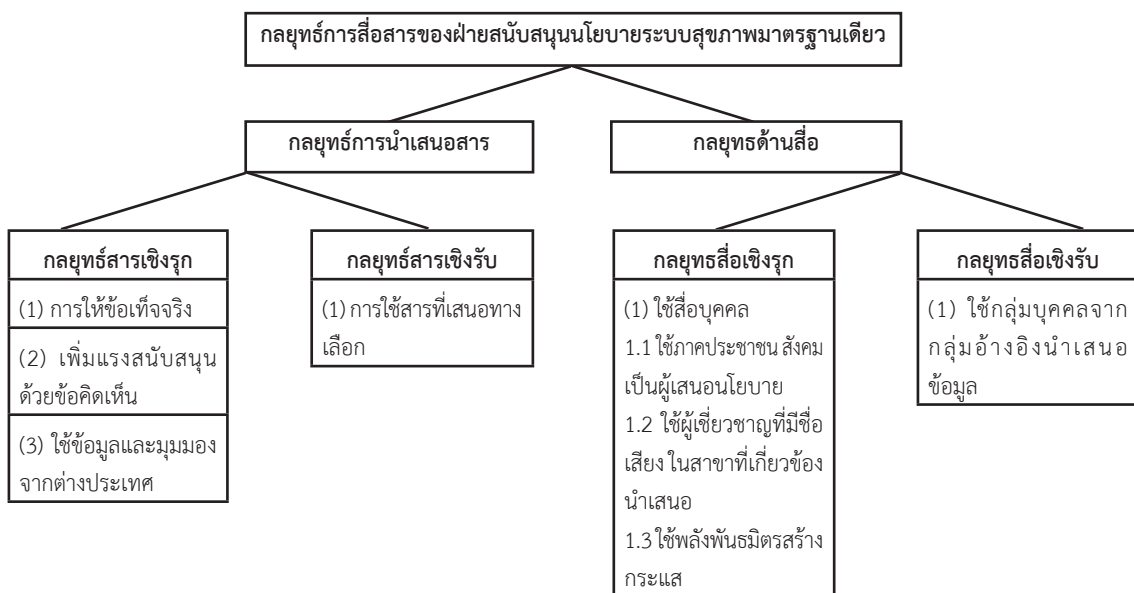 กลยุทธ์การสื่อสารของฝ่ายสนับสนุนนโยบายระบบสุขภาพมาตรฐานเดียว
กลยุทธ์การนำเสนอสาร
กลยุทธด้านสื่อ
กลยุทธ์สารเชิงรุก
(1) การให้ข้อเท็จจริง
(2) เพิ่มแรงสนับสนุน
ด้วยข้อคิดเห็น
(3) ใช้ข้อมูลและมุมมอง
จากต่างประเทศ
กลยุทธ์สารเชิงรับ
(1) การใช้สารที่เสนอทาง
เลือก
กลยุทธสื่อเชิงรุก
(1) ใช้สื่อบุคคล
1.1 ใช้ภาคประชาชน สังคม
เป็นผู้เสนอนโยบาย
1.2 ใช้ผู้เชี่ยวชาญที่มีชื่อ
เสียง ในสาขาที่เกี่ยวข้อง
นำเสนอ
1.3 ใช้พลังพันธมิตรสร้าง
กระแส
กลยุทธสื่อเชิงรับ
(1) ใช้กลุ่มบุคคลจาก
กลุ่มอ้างอิงนำเสนอ
ข้อมูล